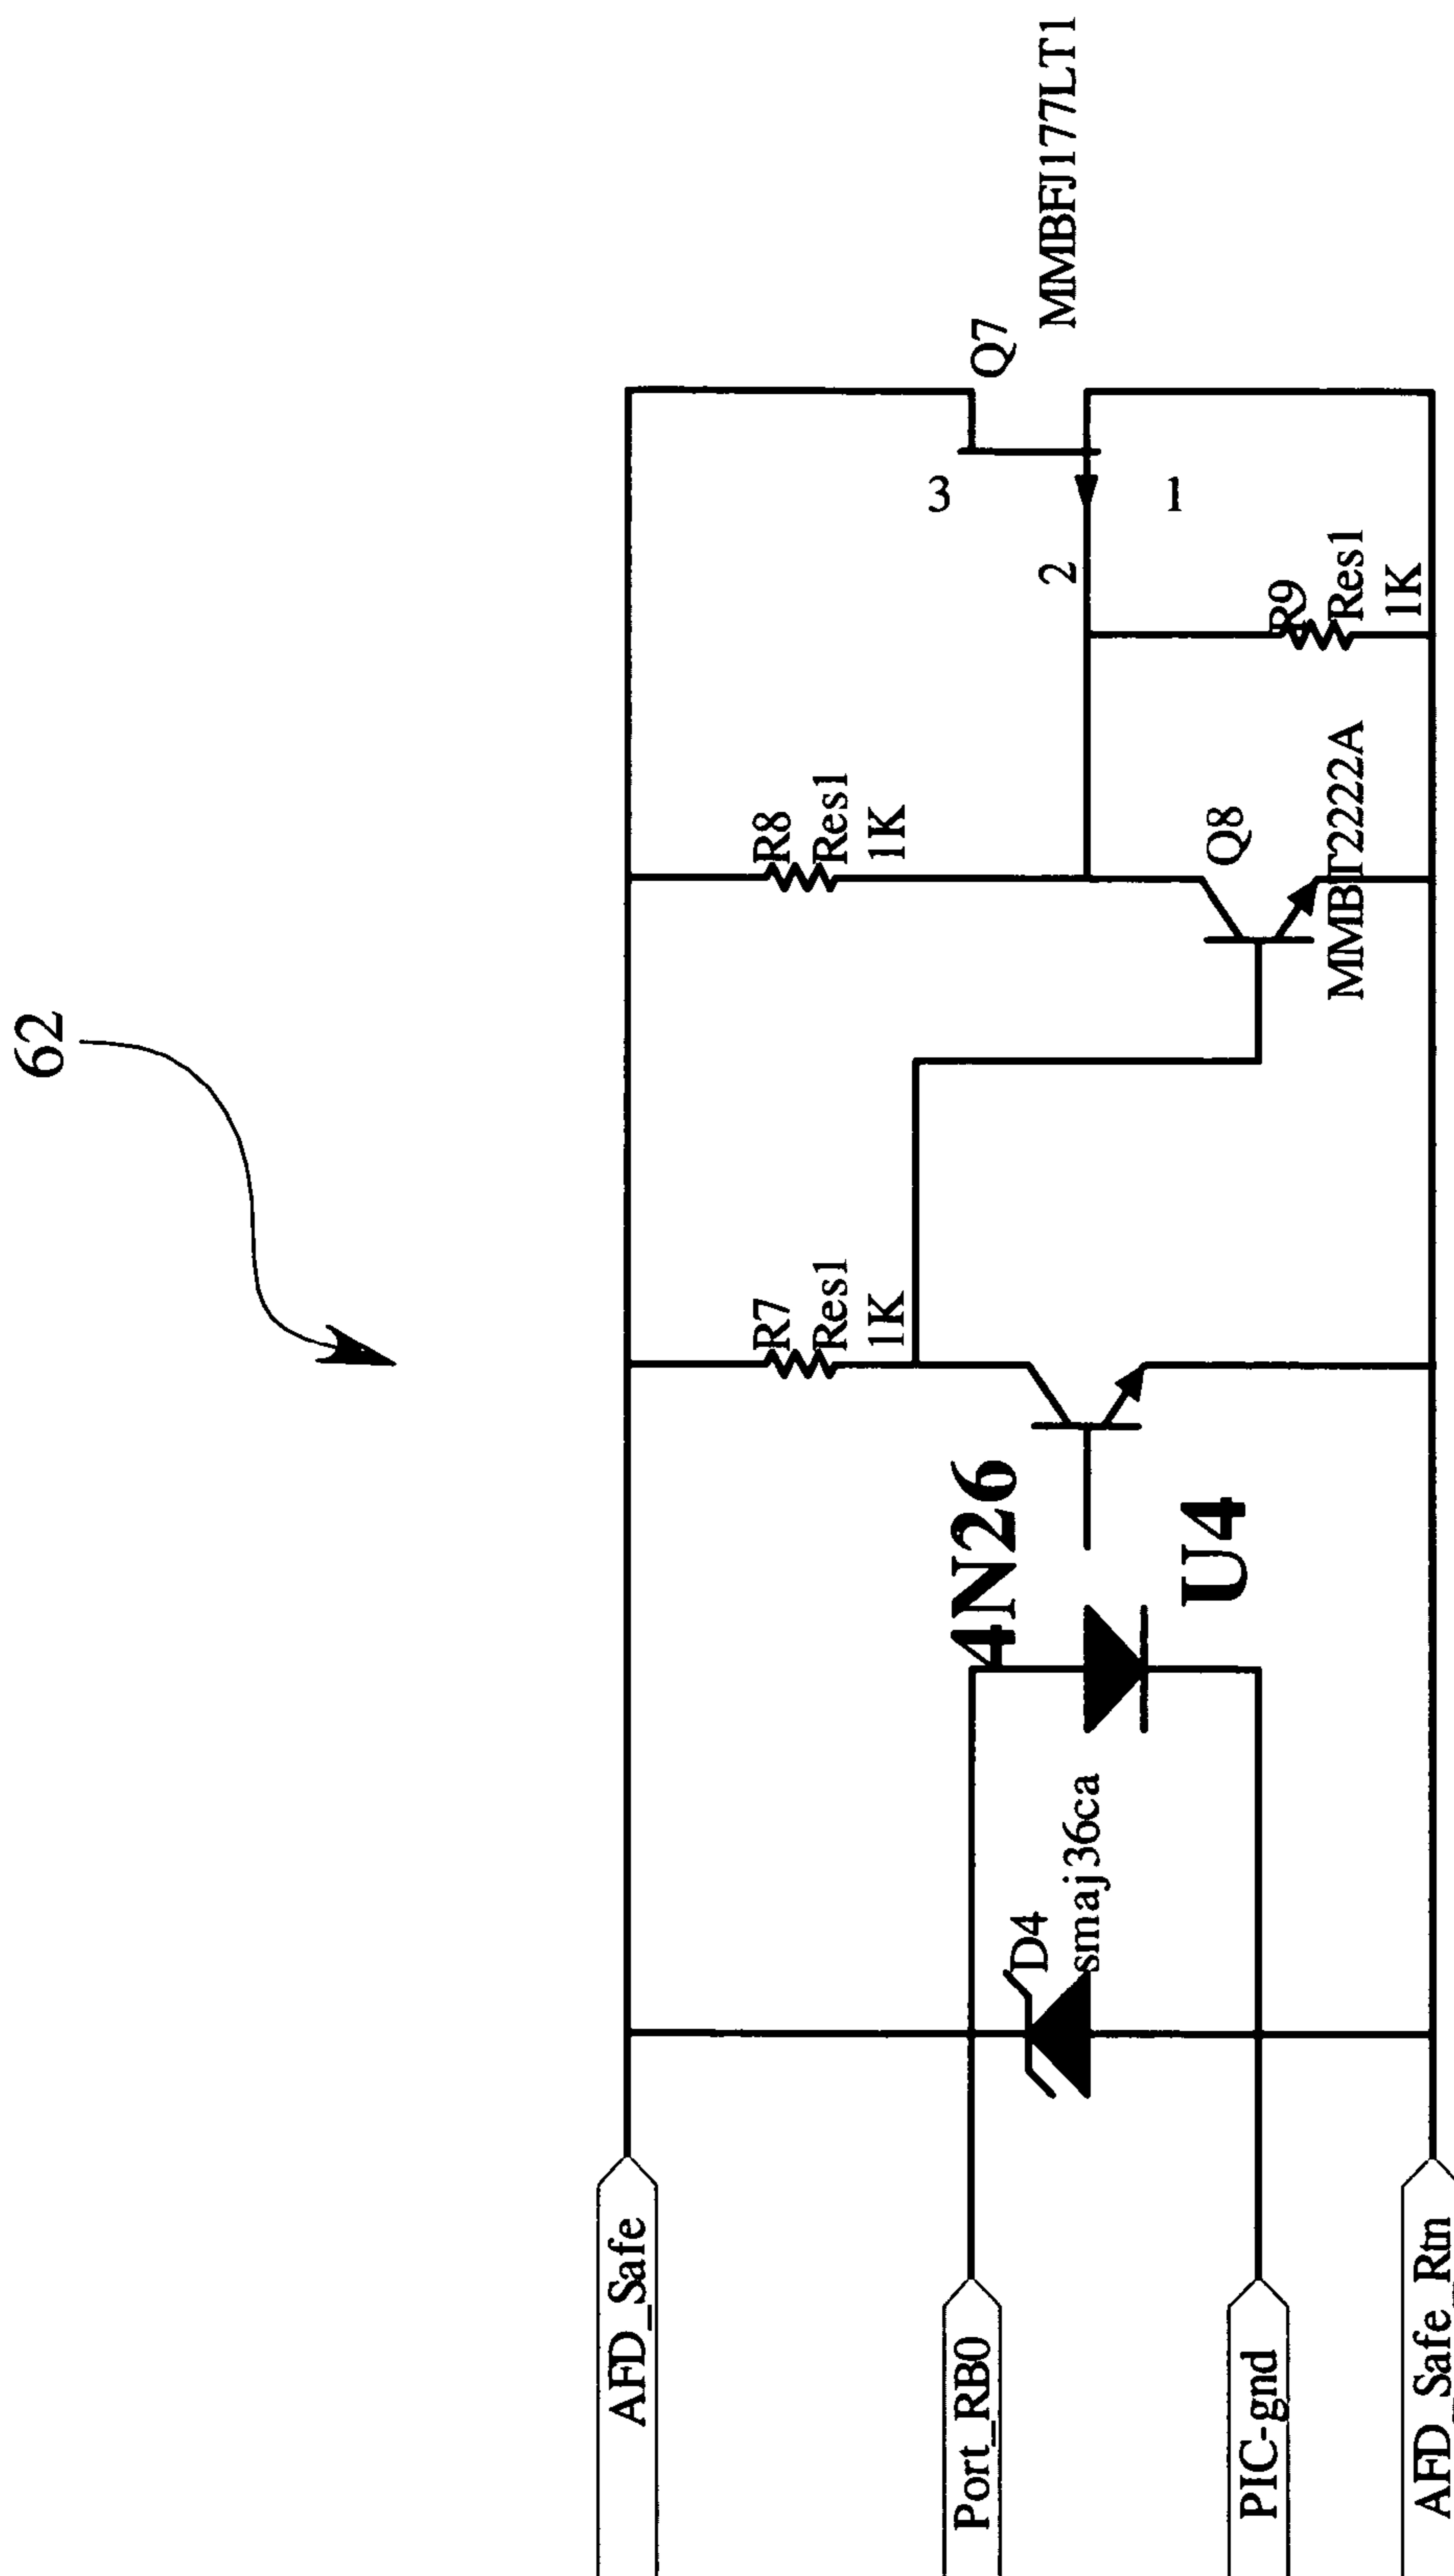 62
AFD_Safe
Port_RB0
PIC-gnd
AFD_Safe_Rtn
D4
smaj36ca
4N26
U4
R7
Res1
1K
R8
Res1
1K
Q8
MMBT2222A
R9
Res1
1K
3
2
1
Q7
MMBFJ177LT1